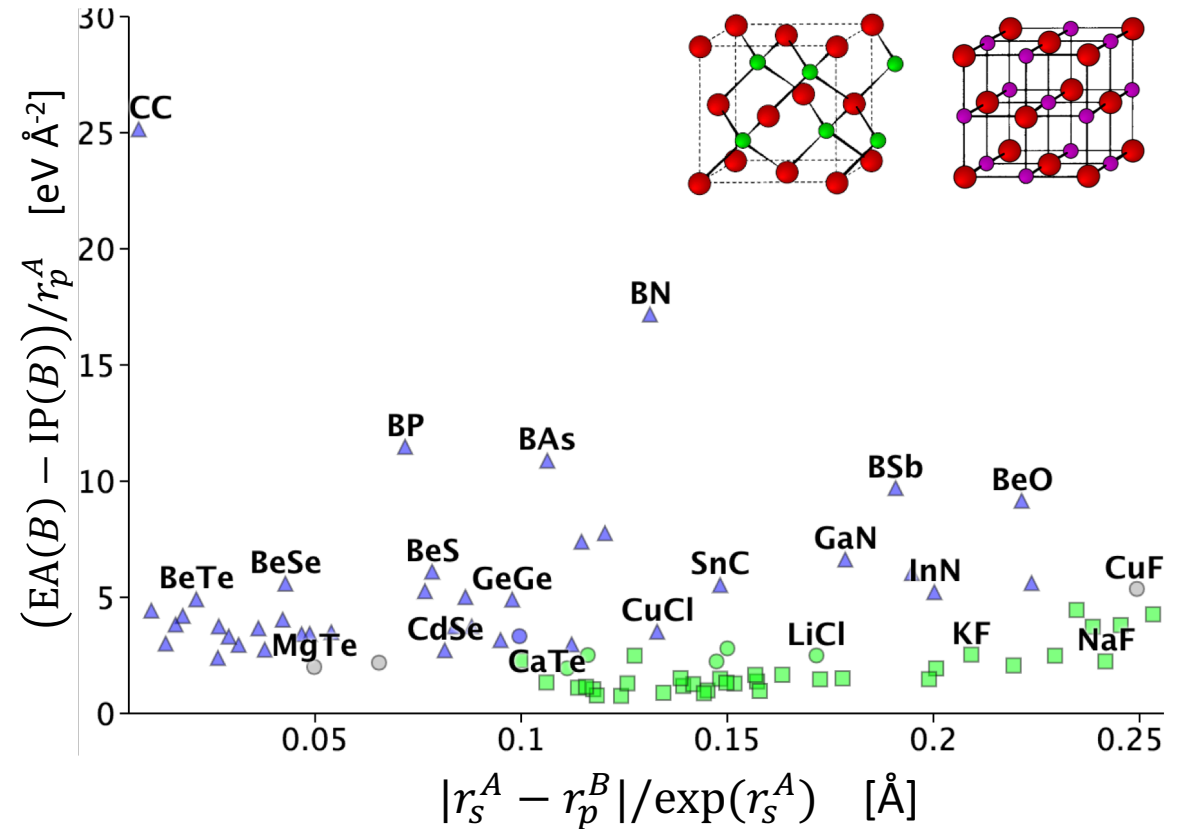 30
CC
25
20
BN
15
BP
BAs
10
BSb
BeO
GaN
BeS
SnC
CuF
BeSe
InN
BeTe
GeGe
5
CuCl
CdSe
LiCl
KF
NaF
MgTe
CaTe
0
0.05
0.1
0.15
0.2
0.25
(EA(B) − IP(B))/r_p^A [eV Å⁻²]
|r_s^A − r_p^B|/exp(r_s^A) [Å]